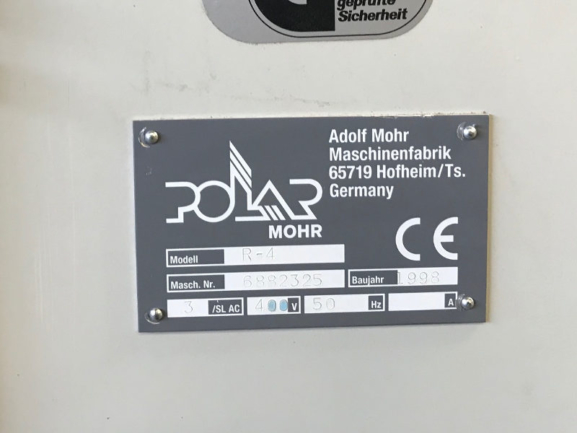 geprüfte
Sicherheit
Adolf Mohr
Maschinenfabrik
65719 Hofheim/Ts.
Germany
POLAR
MOHR
CE
Modell R-4
Masch. Nr. 6882325 Baujahr 1998
3 /SL AC 400 V 50 Hz A